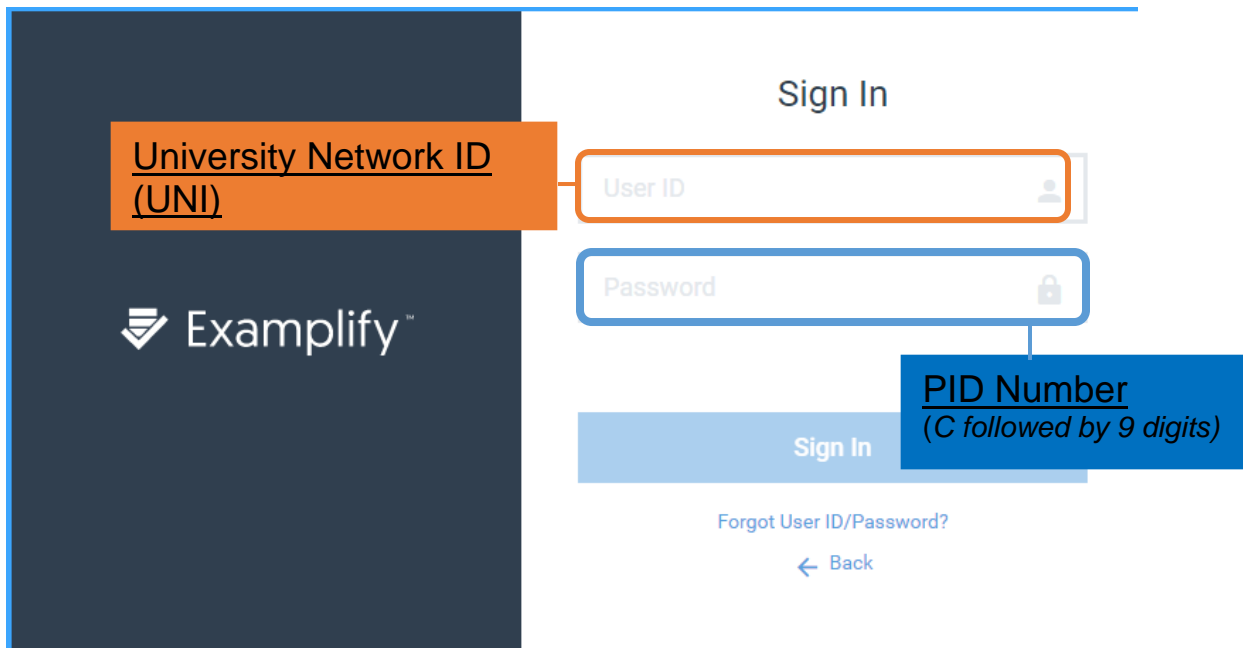 Sign In
University Network ID
(UNI)
User ID
Password
Examplify™
PID Number
(C followed by 9 digits)
Sign In
Forgot User ID/Password?
← Back